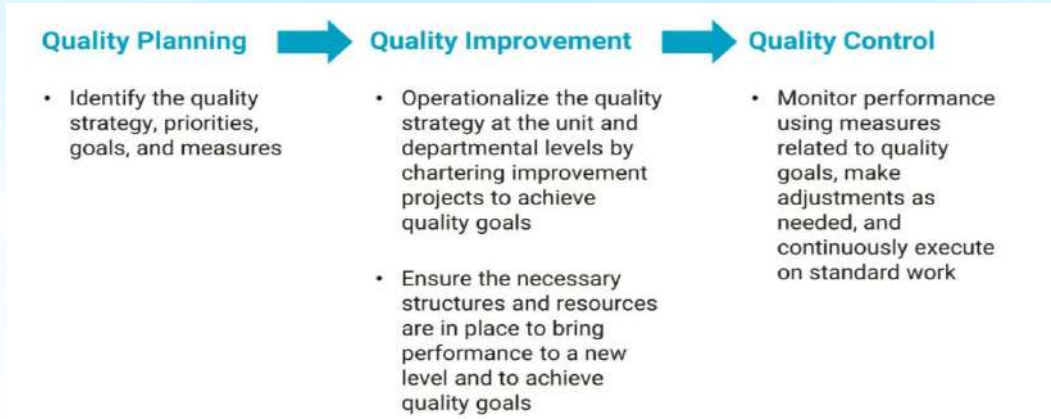 Quality Planning
• Identify the quality
strategy, priorities,
goals, and measures
Quality Improvement
• Operationalize the quality
strategy at the unit and
departmental levels by
chartering improvement
projects to achieve
quality goals
• Ensure the necessary
structures and resources
are in place to bring
performance to a new
level and to achieve
quality goals
Quality Control
• Monitor performance
using measures
related to quality
goals, make
adjustments as
needed, and
continuously execute
on standard work